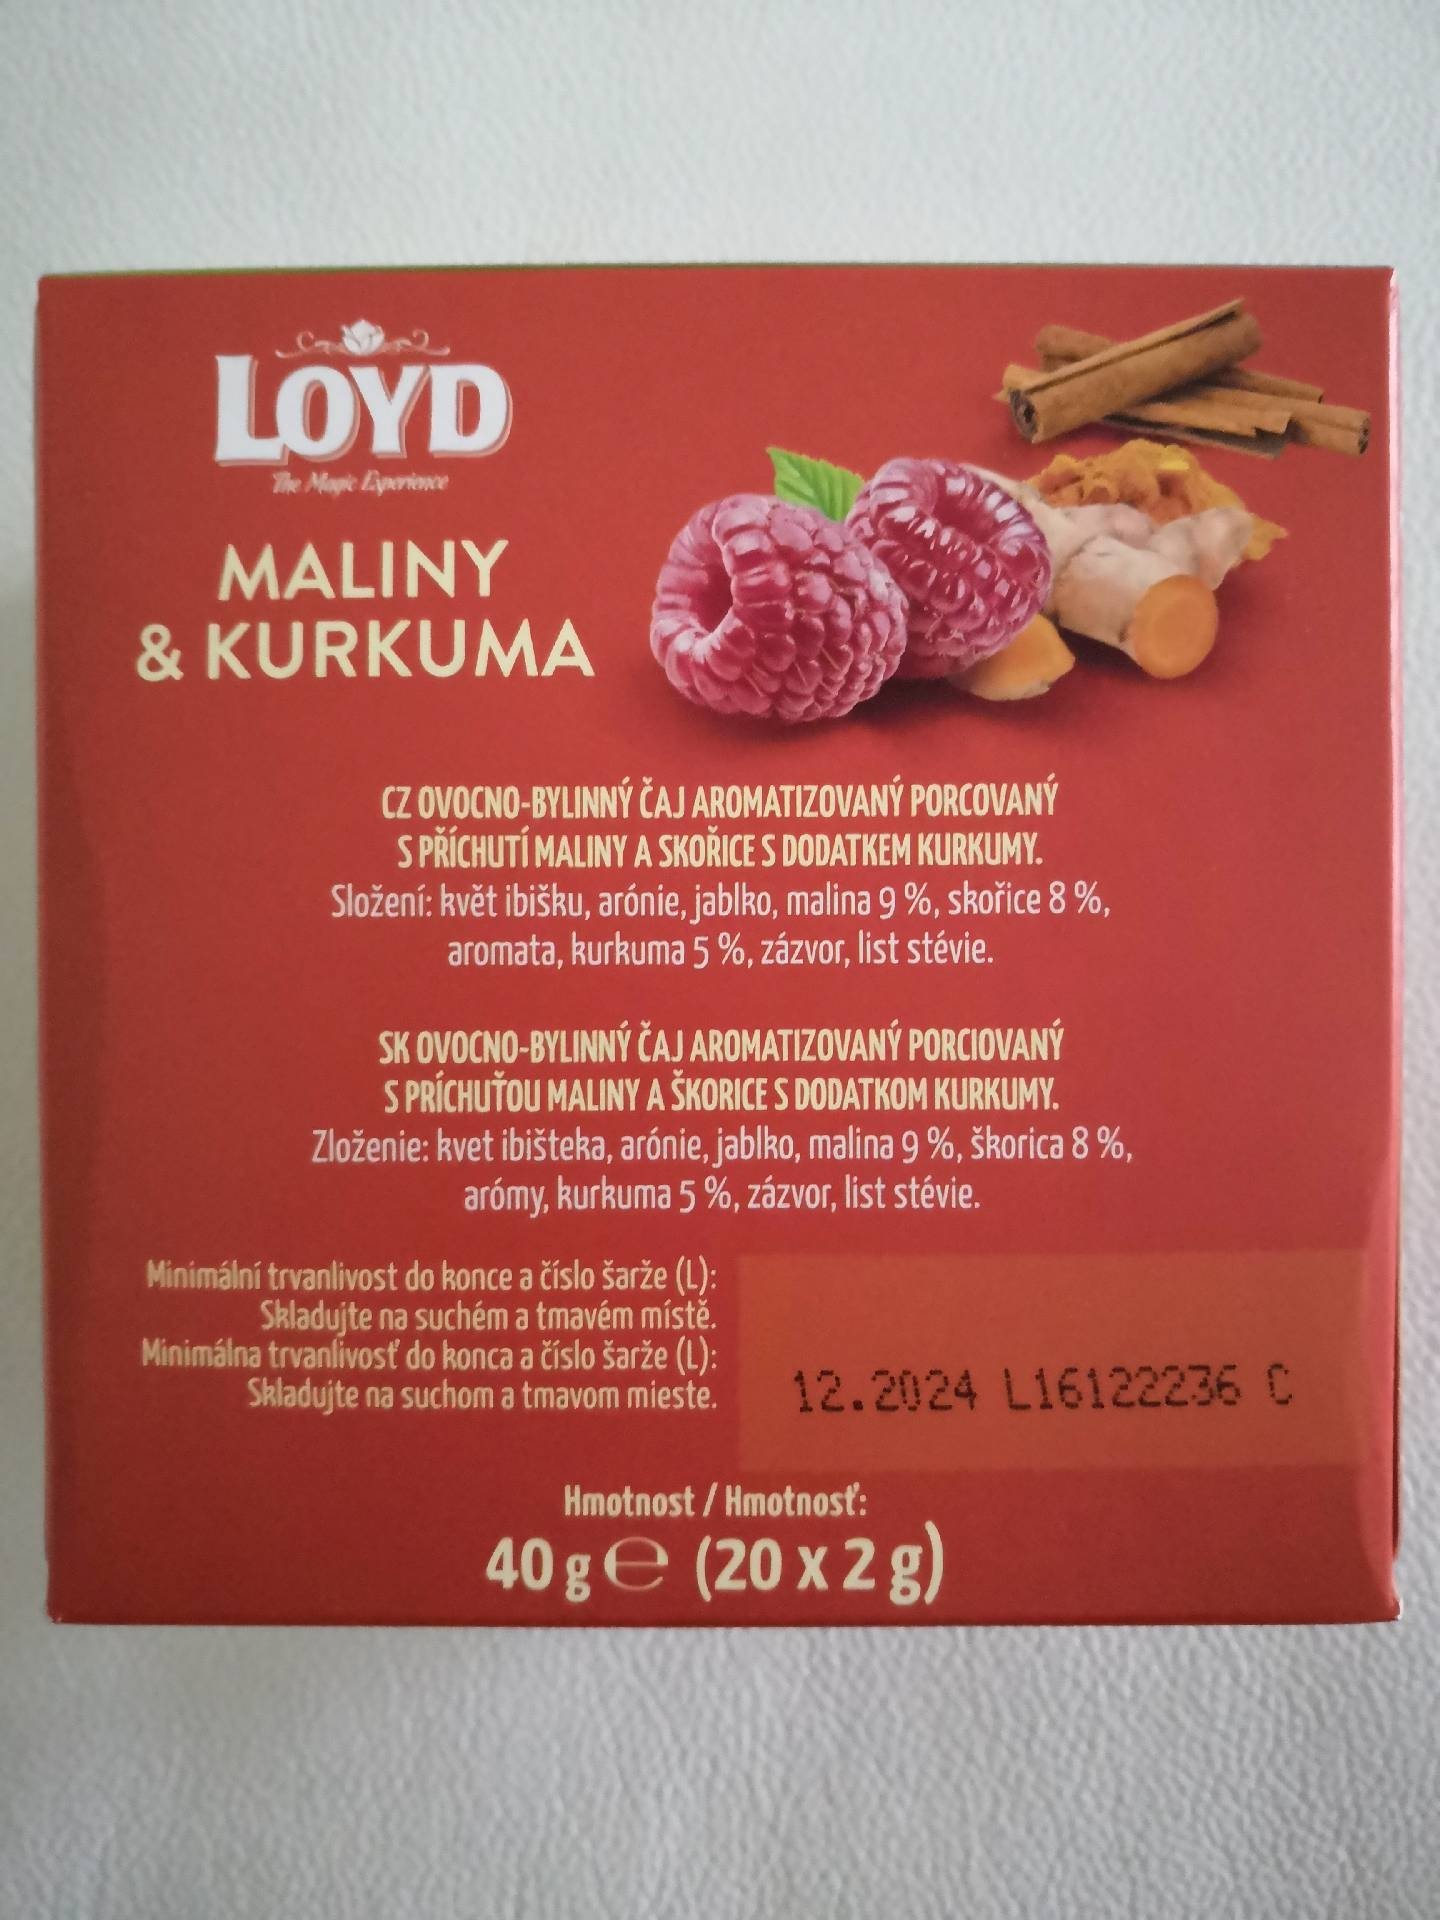 LOYD
The Magic Experience
MALINY
& KURKUMA
CZ OVOCNO-BYLINNÝ ČAJ AROMATIZOVANÝ PORCOVANÝ
S PŘÍCHUTÍ MALINY A SKOŘICE S DODATKEM KURKUMY.
Složení: květ ibišku, arónie, jablko, malina 9 %, skořice 8 %,
aromata, kurkuma 5 %, zázvor, list stévie.
SK OVOCNO-BYLINNÝ ČAJ AROMATIZOVANÝ PORCIOVANÝ
S PRÍCHUŤOU MALINY A ŠKORICE S DODATKOM KURKUMY.
Zloženie: kvet ibišteka, arónie, jablko, malina 9 %, škorica 8 %,
arómy, kurkuma 5 %, zázvor, list stévie.
Minimální trvanlivost do konce a číslo šarže (L):
Skladujte na suchém a tmavém místě.
Minimálna trvanlivosť do konca a číslo šarže (L):
Skladujte na suchom a tmavom mieste.
12.2024 L16122236 C
Hmotnost / Hmotnosť:
40 g ℮ (20 x 2 g)